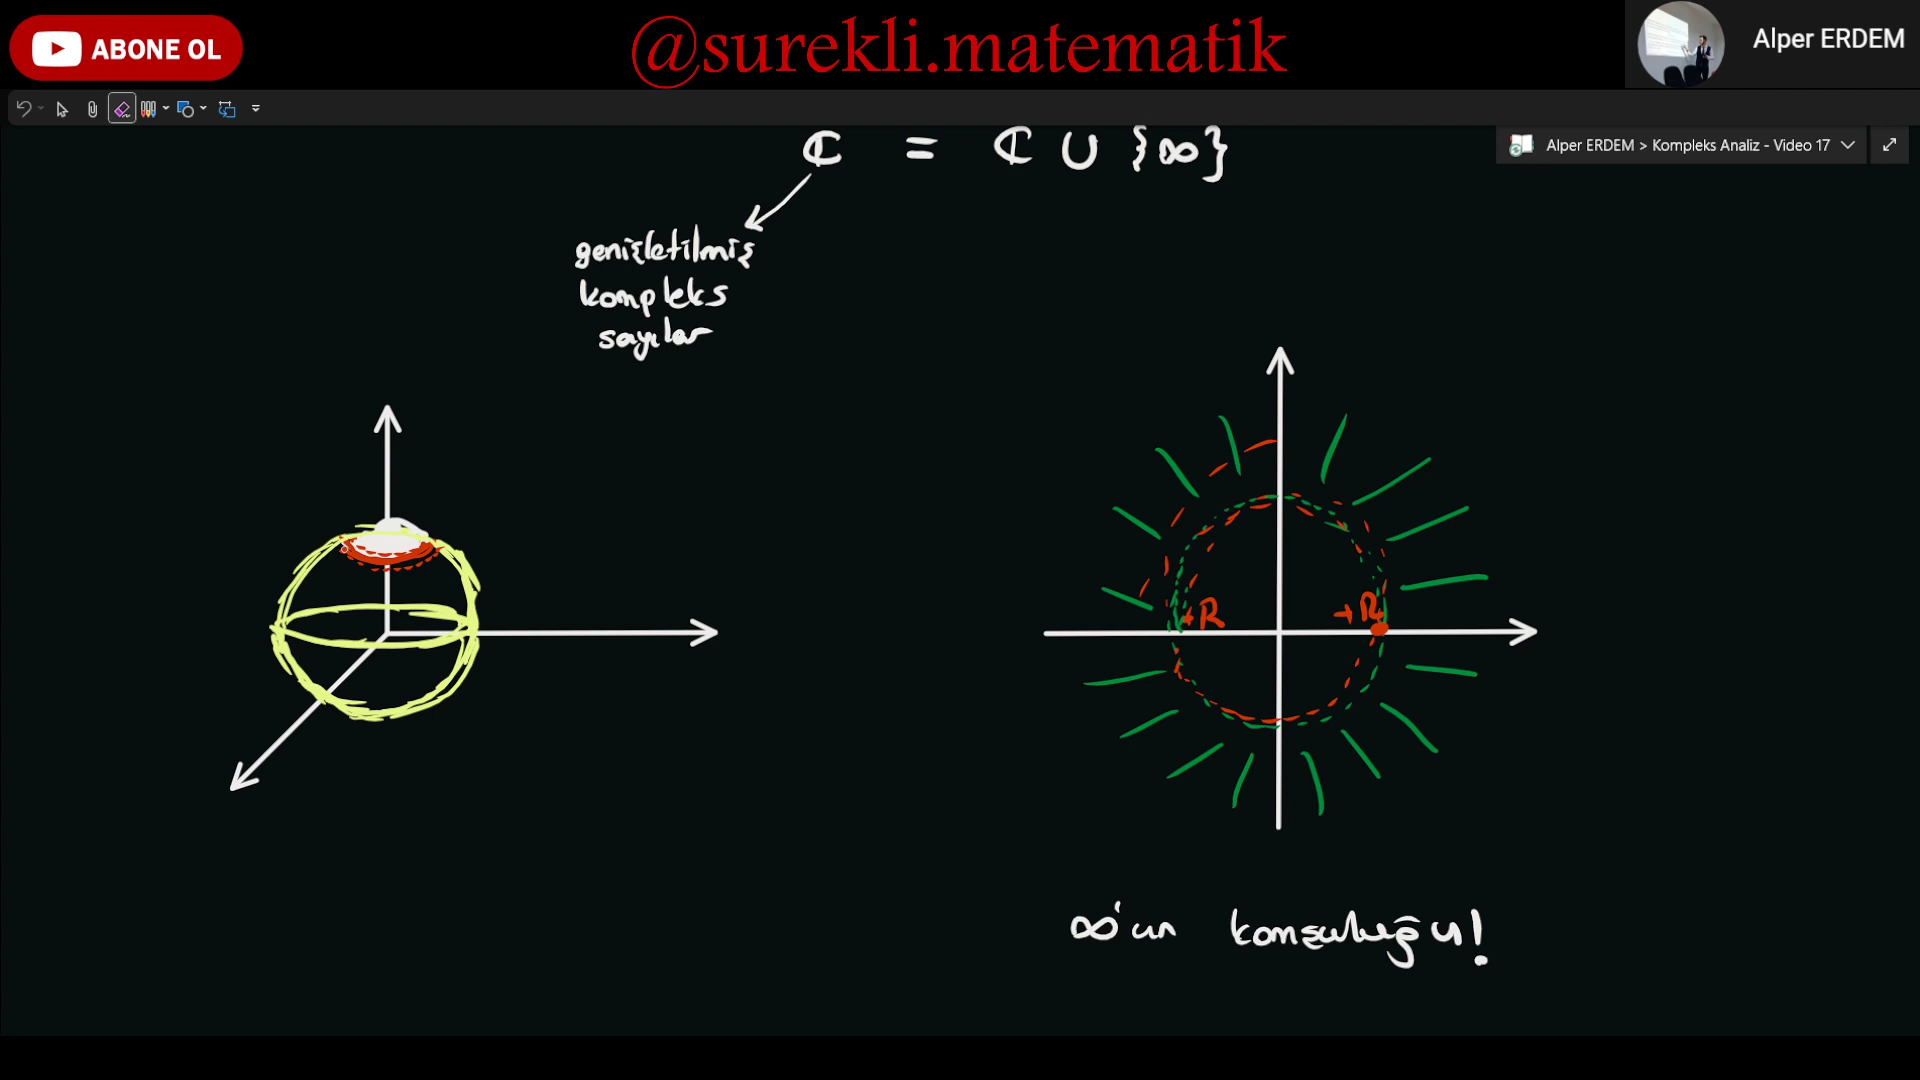 ABONE OL
@surekli.matematik
Alper ERDEM
Alper ERDEM > Kompleks Analiz - Video 17
ℂ = ℂ ∪ {∞}
genişletilmiş
kompleks
sayılar
+R
+R
∞'un komşuluğu!